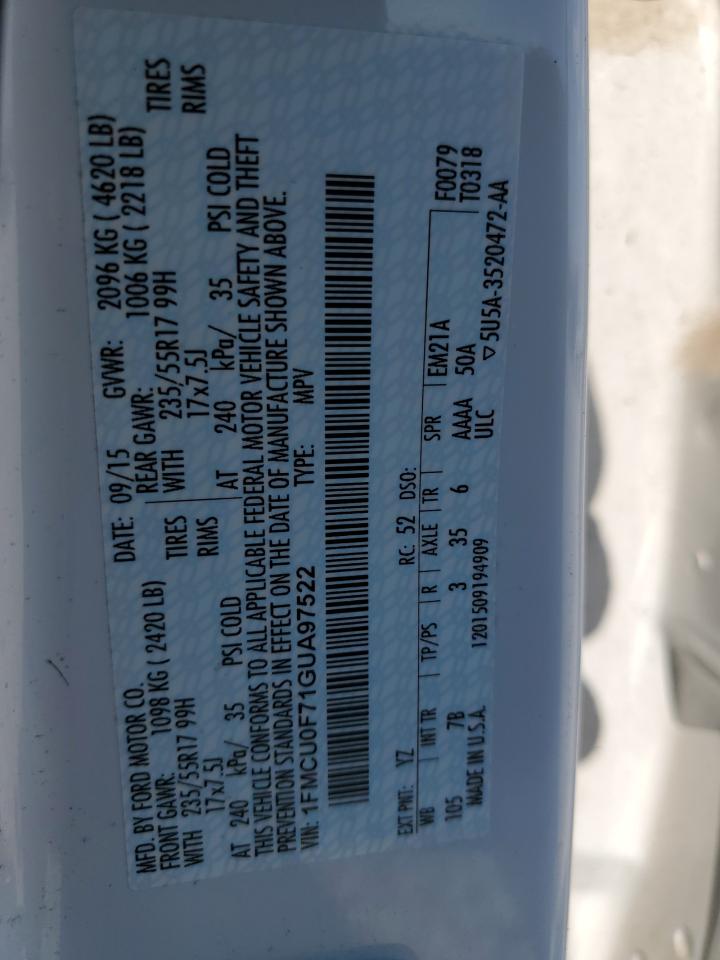 MFD. BY FORD MOTOR CO.
DATE: 09/15 GVWR: 2096 KG ( 4620 LB)
FRONT GAWR: 1098 KG ( 2420 LB) REAR GAWR: 1006 KG ( 2218 LB)
WITH 235/55R17 99H TIRES WITH 235/55R17 99H TIRES
17x7.5J RIMS 17x7.5J RIMS
AT 240 kPa/ 35 PSI COLD AT 240 kPa/ 35 PSI COLD
THIS VEHICLE CONFORMS TO ALL APPLICABLE FEDERAL MOTOR VEHICLE SAFETY AND THEFT
PREVENTION STANDARDS IN EFFECT ON THE DATE OF MANUFACTURE SHOWN ABOVE.
VIN: 1FMCU0F71GUA97522 TYPE: MPV
EXT PNT: YZ RC: 52 DSO: F0079
WB INT TR TP/PS R AXLE TR SPR EM21A T0318
105 7B 3 35 6 AAAA 50A
MADE IN U.S.A. 1201509194909 ULC ▽5U5A-3520472-AA